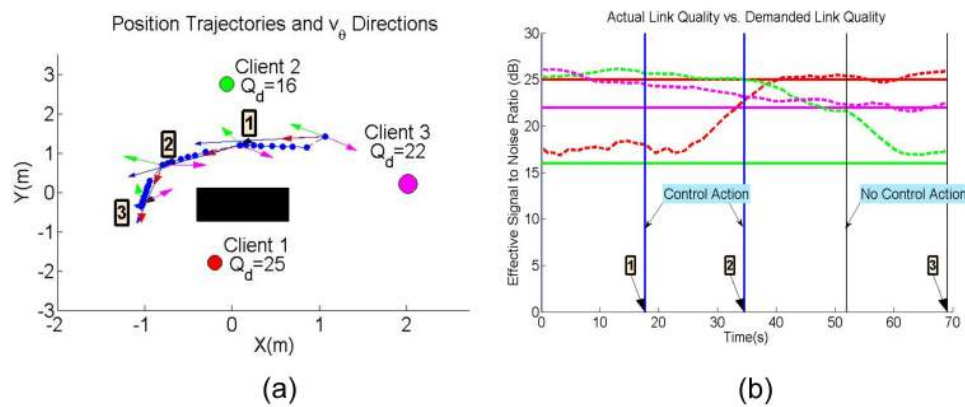 Position Trajectories and vθ Directions
Y(m)
3
2
1
0
-1
-2
-3
-2
-1
0
1
2
X(m)
Client 2
Qd=16
1
2
3
Client 3
Qd=22
Client 1
Qd=25
(a)
Actual Link Quality vs. Demanded Link Quality
Effective Signal to Noise Ratio (dB)
30
25
20
15
10
5
0
0
10
20
30
40
50
60
70
Time(s)
Control Action
No Control Action
1
2
3
(b)